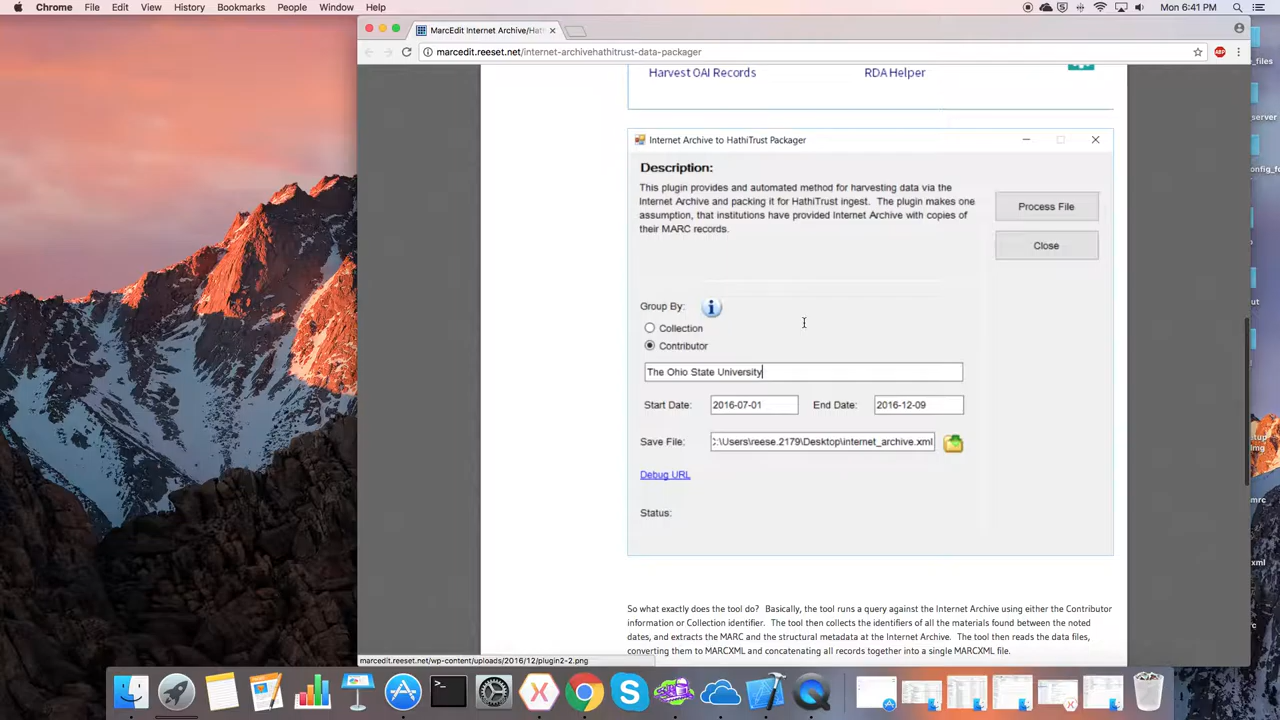 Chrome File Edit View History Bookmarks People Window Help Mon 6:41 PM
MarcEdit Internet Archive/Hat
marcedit.reeset.net/internet-archivehathitrust-data-packager
ABP
Harvest OAI Records RDA Helper
Internet Archive to HathiTrust Packager
Description:
This plugin provides and automated method for harvesting data via the
Internet Archive and packing it for HathiTrust ingest. The plugin makes one
assumption, that institutions have provided Internet Archive with copies of
their MARC records.
Process File
Close
Group By:
Collection
Contributor
The Ohio State University
Start Date: 2016-07-01 End Date: 2016-12-09
Save File: :\Users\reese.2179\Desktop\internet_archive.xml
Debug URL
Status:
So what exactly does the tool do? Basically, the tool runs a query against the Internet Archive using either the Contributor
information or Collection identifier. The tool then collects the identifiers of all the materials found between the noted
dates, and extracts the MARC and the structural metadata at the Internet Archive. The tool then reads the data files,
converting them to MARCXML and concatenating all records together into a single MARCXML file.
marcedit.reeset.net/wp-content/uploads/2016/12/plugin2-2.png
_files
server
onfig_fo
out
etup
img
mrc
xml